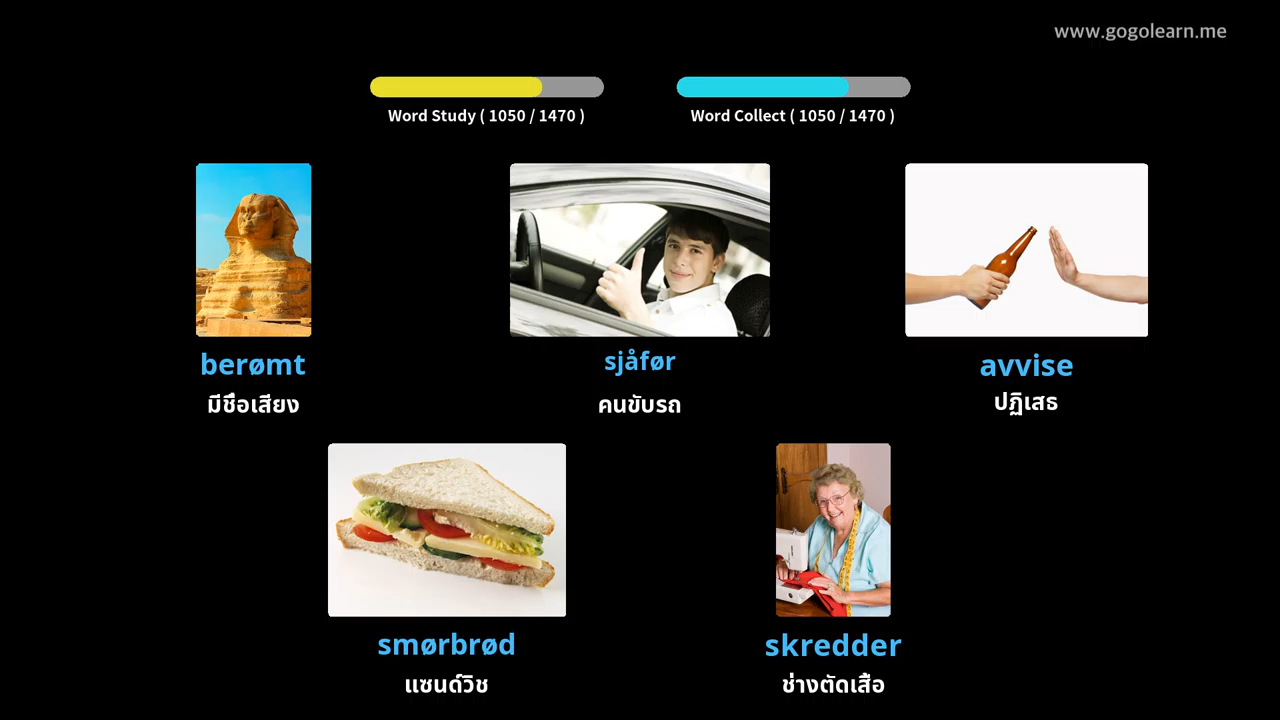 www.gogolearn.me
Word Study ( 1050 / 1470 )
Word Collect ( 1050 / 1470 )
berømt
sjåfør
avvise
มีชื่อเสียง
คนขับรถ
ปฏิเสธ
smørbrød
skredder
แซนด์วิช
ช่างตัดเสื้อ